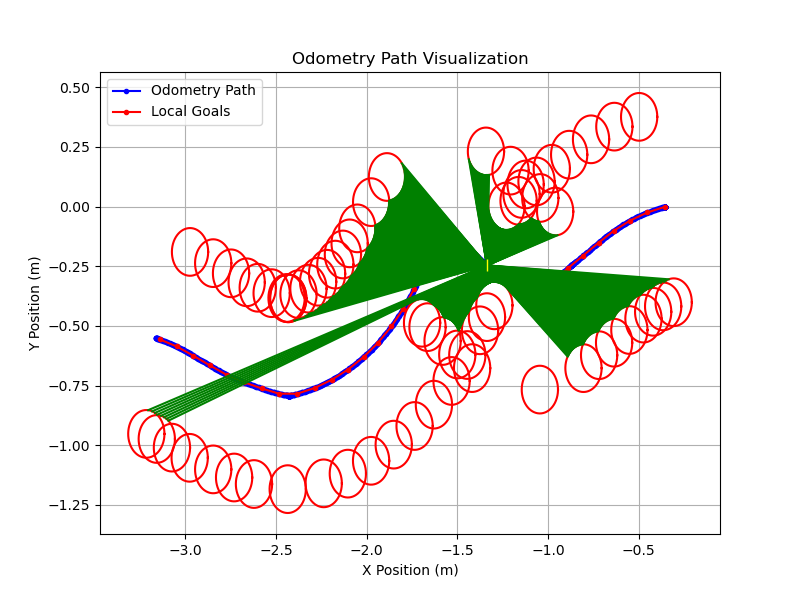 Odometry Path Visualization
Odometry Path
Local Goals
0.50
0.25
0.00
−0.25
−0.50
−0.75
−1.00
−1.25
Y Position (m)
−3.0
−2.5
−2.0
−1.5
−1.0
−0.5
X Position (m)